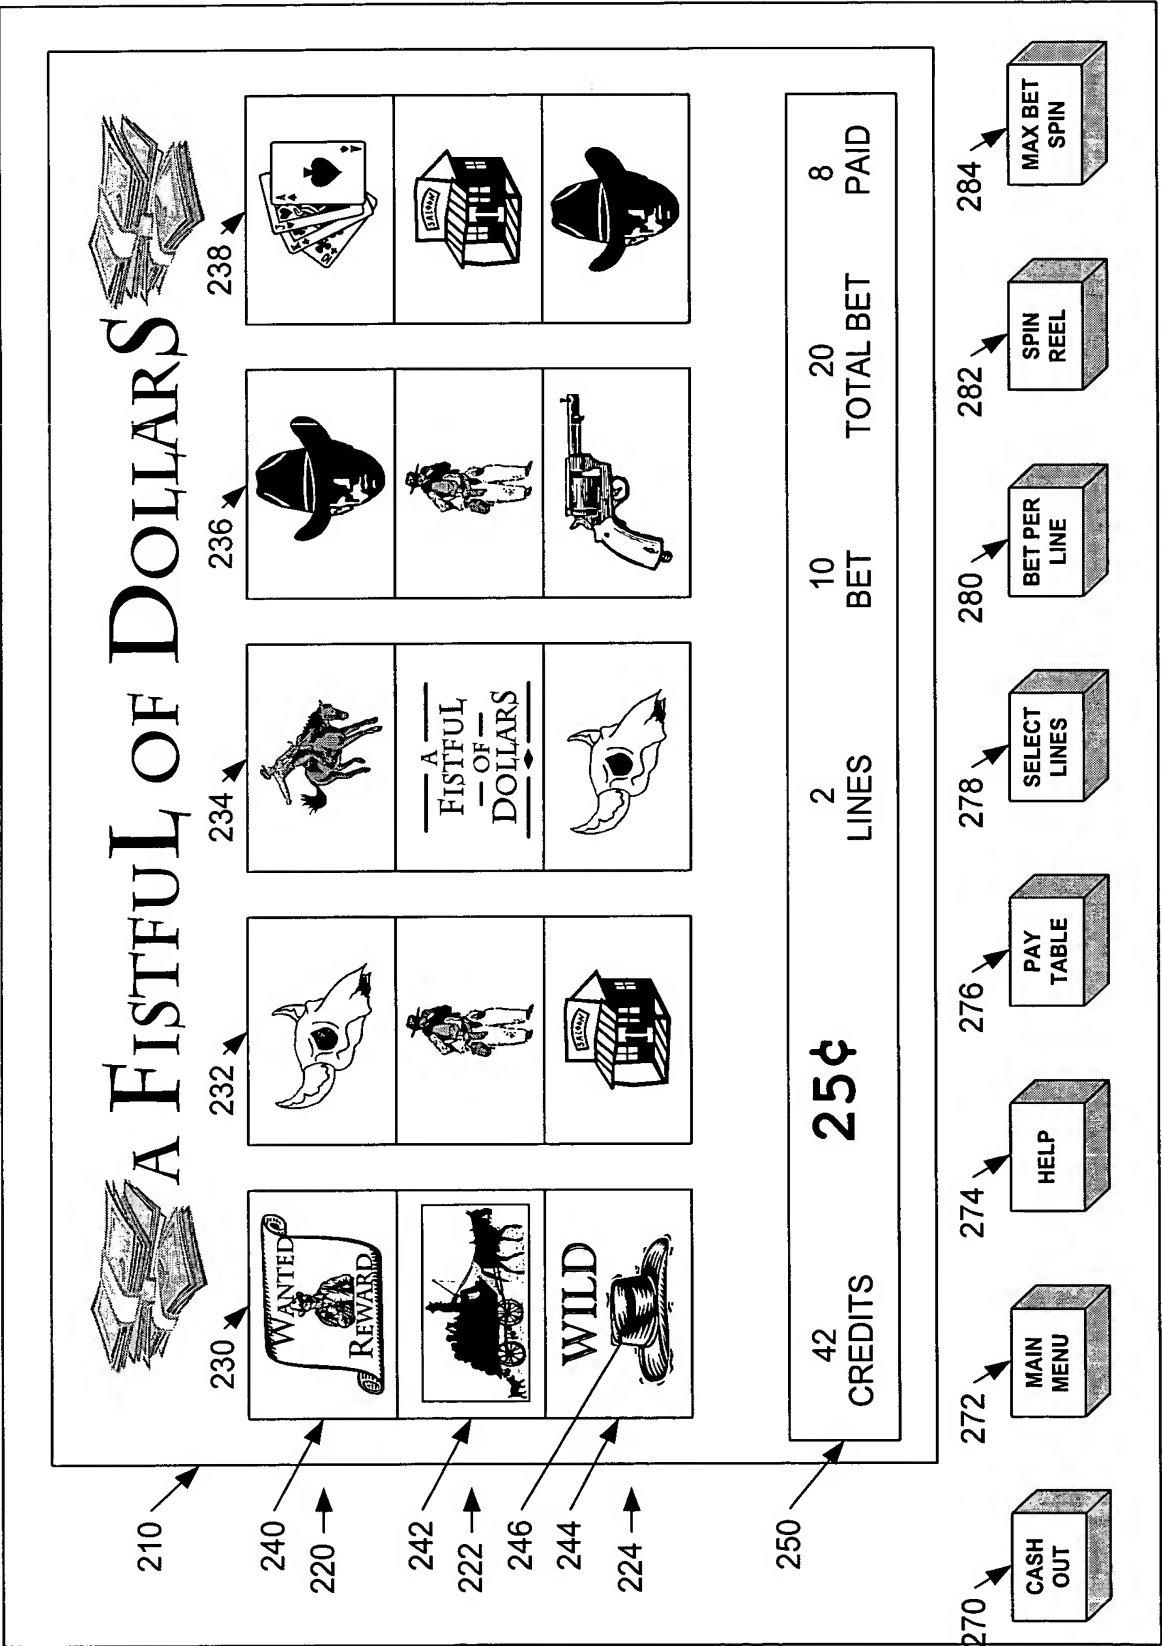 A FISTFUL OF DOLLARS
230
232
234
236
238
WANTED
REWARD
WILD
SALOON
A
FISTFUL
OF
DOLLARS
A
A
SALOON
210
240
220
242
222
246
244
224
250
42
CREDITS
25¢
2
LINES
10
BET
20
TOTAL BET
8
PAID
270
272
274
276
278
280
282
284
CASH
OUT
MAIN
MENU
HELP
PAY
TABLE
SELECT
LINES
BET PER
LINE
SPIN
REEL
MAX BET
SPIN